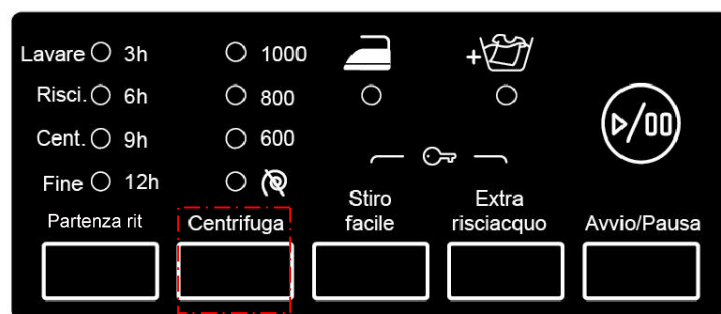 Lavare 3h 1000
Risci. 6h 800
Cent. 9h 600
Fine 12h
Partenza rit Centrifuga Stiro facile Extra risciacquo Avvio/Pausa